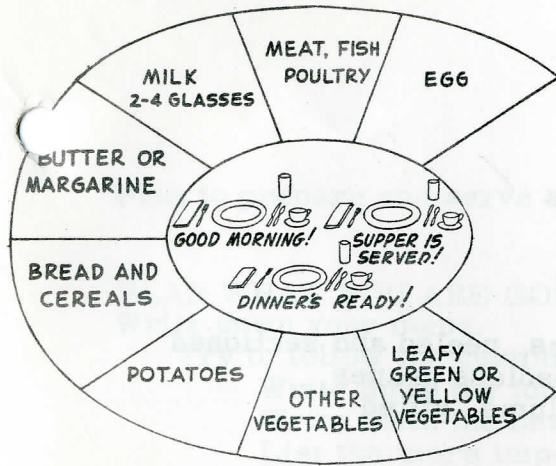 MEAT, FISH
POULTRY
EGG
MILK
2-4 GLASSES
BUTTER OR
MARGARINE
BREAD AND
CEREALS
POTATOES
OTHER
VEGETABLES
LEAFY
GREEN OR
YELLOW
VEGETABLES
GOOD MORNING!
SUPPER IS
SERVED!
DINNER'S READY!